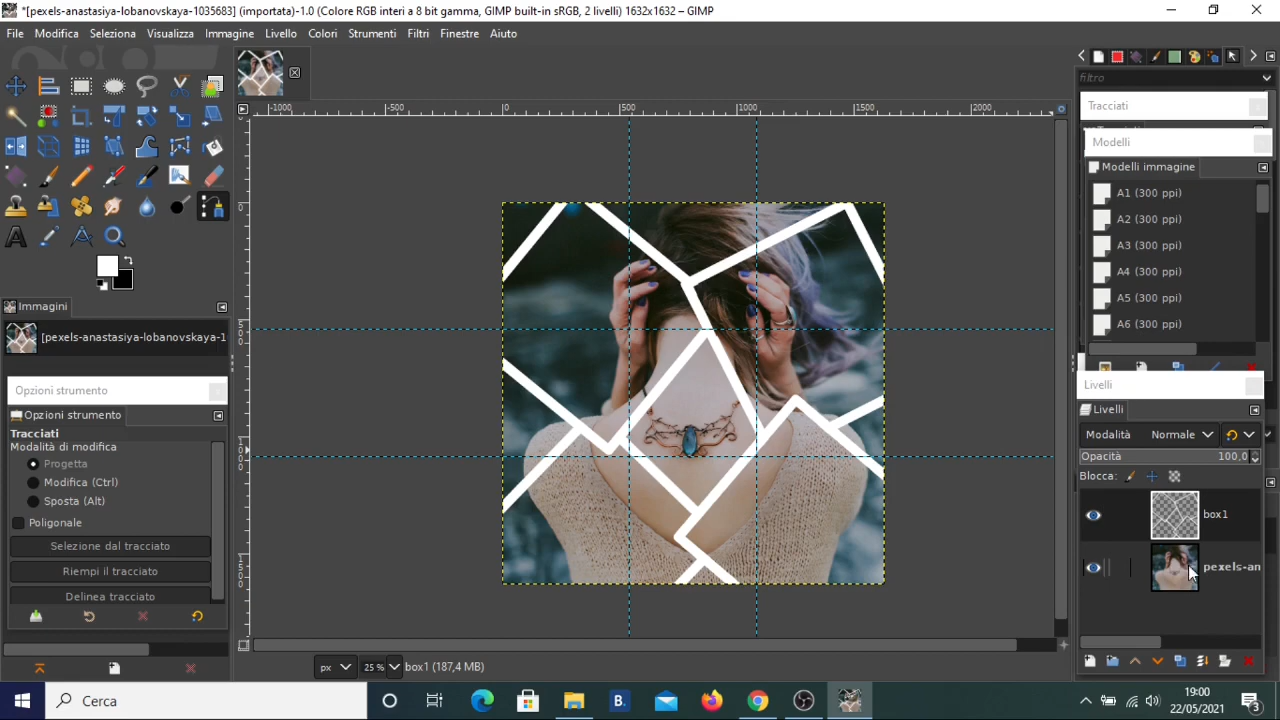 *[pexels-anastasiya-lobanovskaya-1035683] (importata)-1.0 (Colore RGB interi a 8 bit gamma, GIMP built-in sRGB, 2 livelli) 1632x1632 – GIMP
File Modifica Seleziona Visualizza Immagine Livello Colori Strumenti Filtri Finestre Aiuto
-1000 -500 0 500 1000 1500 2000
0
500
1000
1500
Immagini
[pexels-anastasiya-lobanovskaya-1
Opzioni strumento
Opzioni strumento
Tracciati
Modalità di modifica
Progetta
Modifica (Ctrl)
Sposta (Alt)
Poligonale
Selezione dal tracciato
Riempi il tracciato
Delinea tracciato
px 25 % box1 (187,4 MB)
filtro
Tracciati
Modelli
Modelli immagine
A1 (300 ppi)
A2 (300 ppi)
A3 (300 ppi)
A4 (300 ppi)
A5 (300 ppi)
A6 (300 ppi)
Livelli
Livelli
Modalità Normale
Opacità 100,0
Blocca:
box1
pexels-an
Cerca
B.
19:00
22/05/2021
3